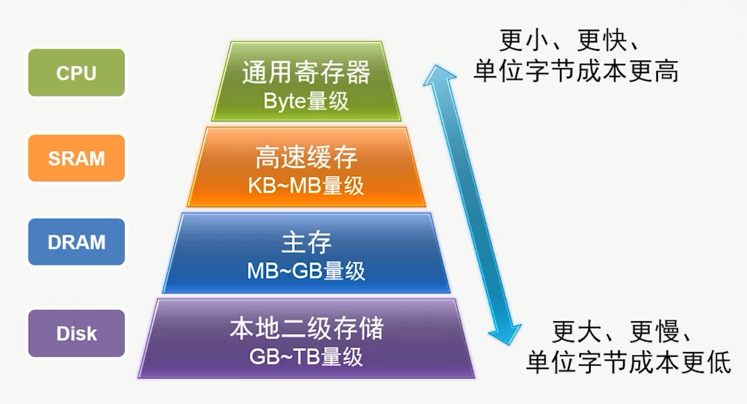 更小、更快、
单位字节成本更高
CPU
通用寄存器
Byte量级
SRAM
高速缓存
KB~MB量级
DRAM
主存
MB~GB量级
Disk
本地二级存储
GB~TB量级
更大、更慢、
单位字节成本更低